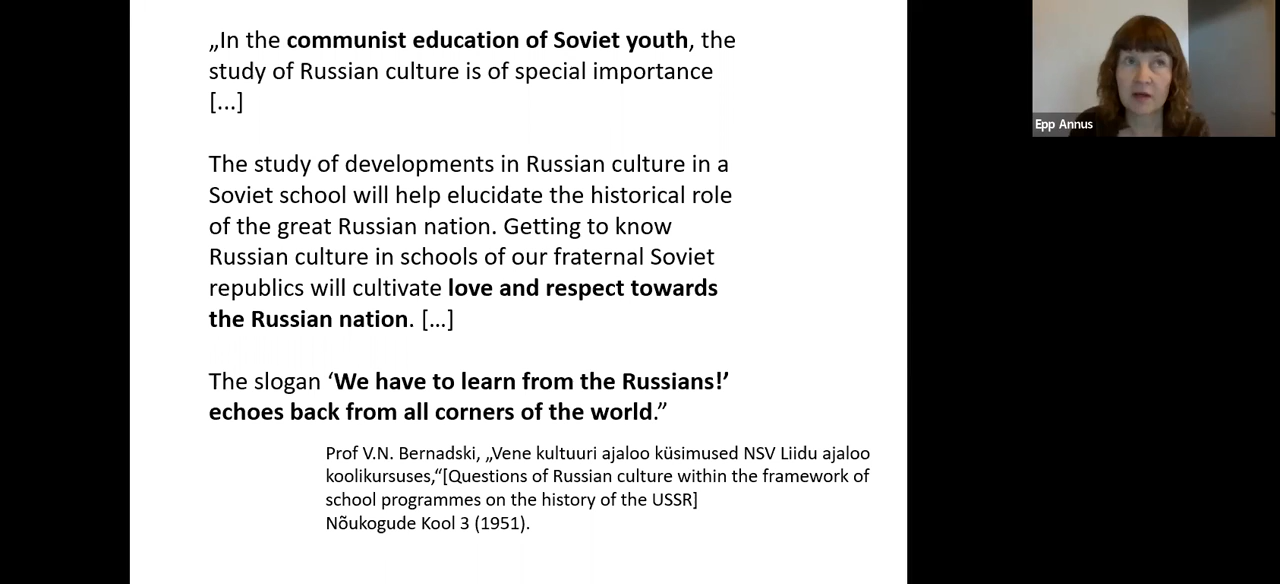 „In the communist education of Soviet youth, the
study of Russian culture is of special importance
[...]
The study of developments in Russian culture in a
Soviet school will help elucidate the historical role
of the great Russian nation. Getting to know
Russian culture in schools of our fraternal Soviet
republics will cultivate love and respect towards
the Russian nation. […]
The slogan ‘We have to learn from the Russians!’
echoes back from all corners of the world.”
Prof V.N. Bernadski, „Vene kultuuri ajaloo küsimused NSV Liidu ajaloo
koolikursuses,“[Questions of Russian culture within the framework of
school programmes on the history of the USSR]
Nõukogude Kool 3 (1951).
Epp Annus